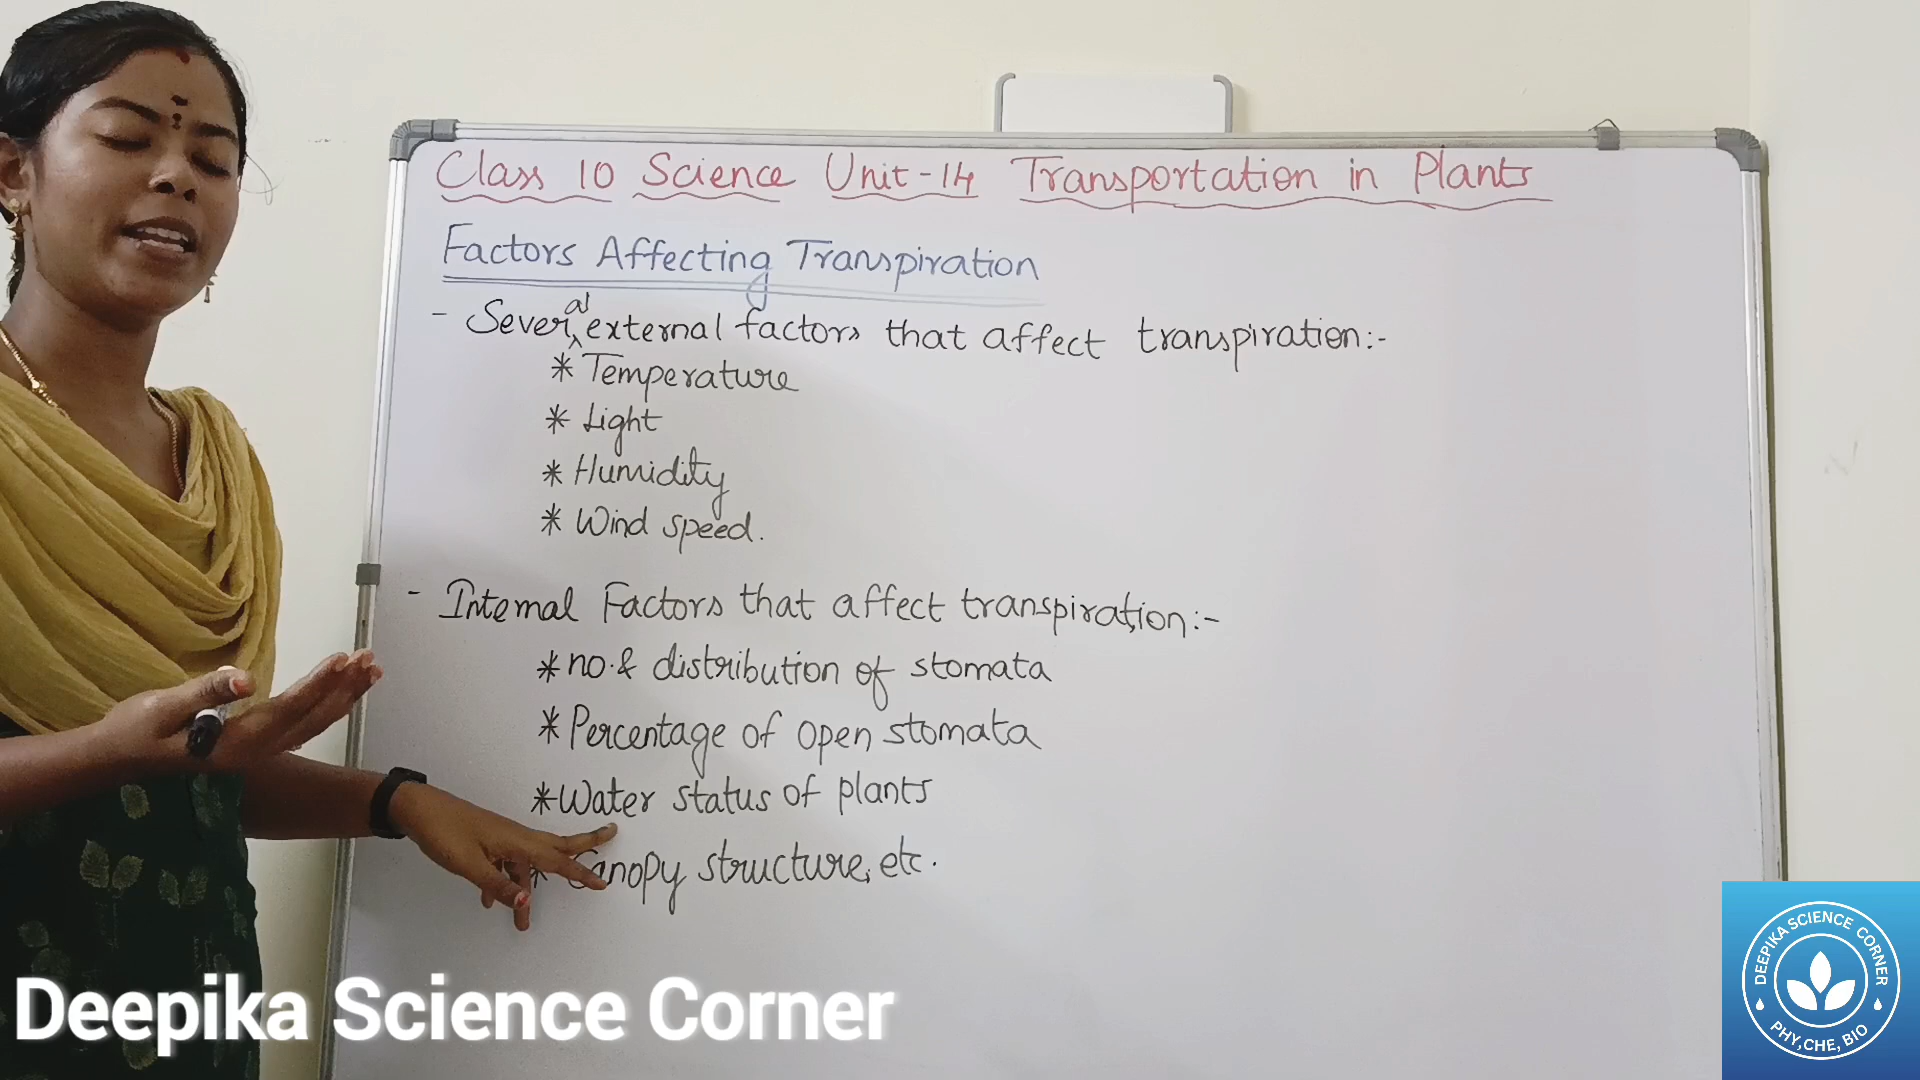 Class 10 Science Unit-14 Transportation in Plants
Factors Affecting Transpiration
- Several external factors that affect transpiration:-
* Temperature
* Light
* Humidity
* Wind speed.
- Internal Factors that affect transpiration:-
* no. & distribution of stomata
* Percentage of open stomata
* Water status of plants
* Canopy structure, etc.
Deepika Science Corner
DEEPIKA SCIENCE CORNER
PHY, CHE, BIO